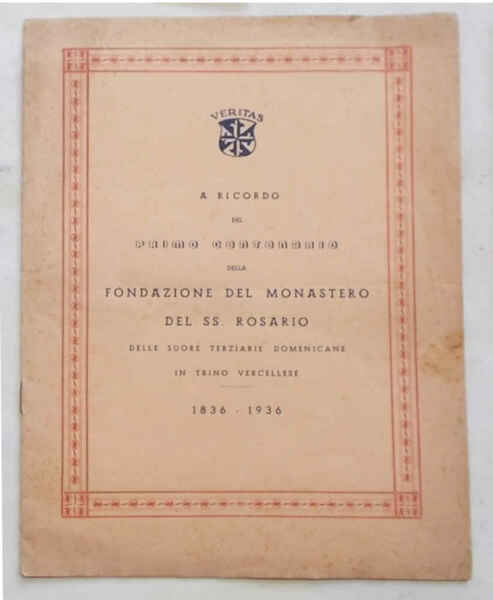 VERITAS
A RICORDO
DEL
PRIMO CENTENARIO
DELLA
FONDAZIONE DEL MONASTERO
DEL SS. ROSARIO
DELLE SUORE TERZIARIE DOMENICANE
IN TRINO VERCELLESE
1836 - 1936